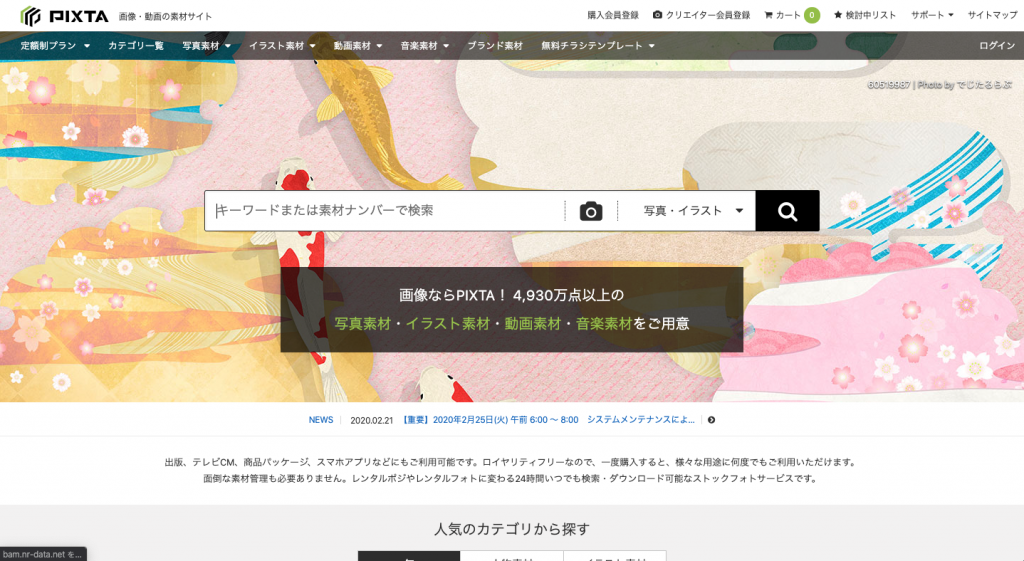 PIXTA 画像・動画の素材サイト
購入会員登録 クリエイター会員登録 カート 0 検討中リスト サポート サイトマップ
定額制プラン カテゴリ一覧 写真素材 イラスト素材 動画素材 音楽素材 ブランド素材 無料チラシテンプレート ログイン
60519987 | Photo by でじたるらぶ
キーワードまたは素材ナンバーで検索 写真・イラスト
画像ならPIXTA！ 4,930万点以上の
写真素材・イラスト素材・動画素材・音楽素材をご用意
NEWS 2020.02.21 【重要】2020年2月25日(火) 午前 6:00 〜 8:00 システムメンテナンスによ...
出版、テレビCM、商品パッケージ、スマホアプリなどにもご利用可能です。ロイヤリティフリーなので、一度購入すると、様々な用途に何度でもご利用いただけます。
面倒な素材管理も必要ありません。レンタルポジやレンタルフォトに変わる24時間いつでも検索・ダウンロード可能なストックフォトサービスです。
人気のカテゴリから探す
bam.nr-data.net を...